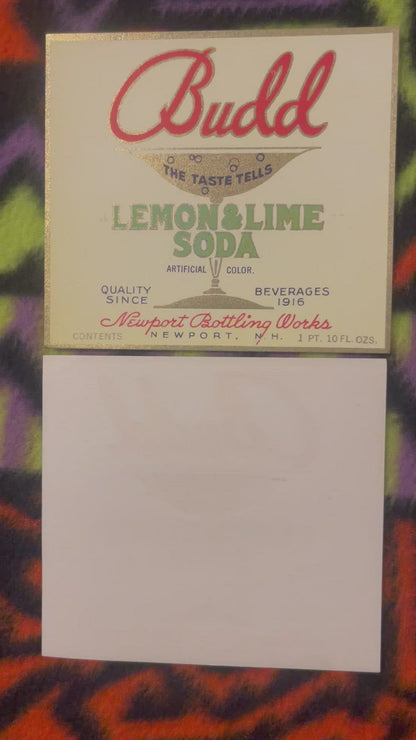 Budd
THE TASTE TELLS
LEMON & LIME
SODA
ARTIFICIAL COLOR.
QUALITY BEVERAGES
SINCE 1916
Newport Bottling Works
CONTENTS NEWPORT, N.H. 1 PT. 10 FL. OZS.